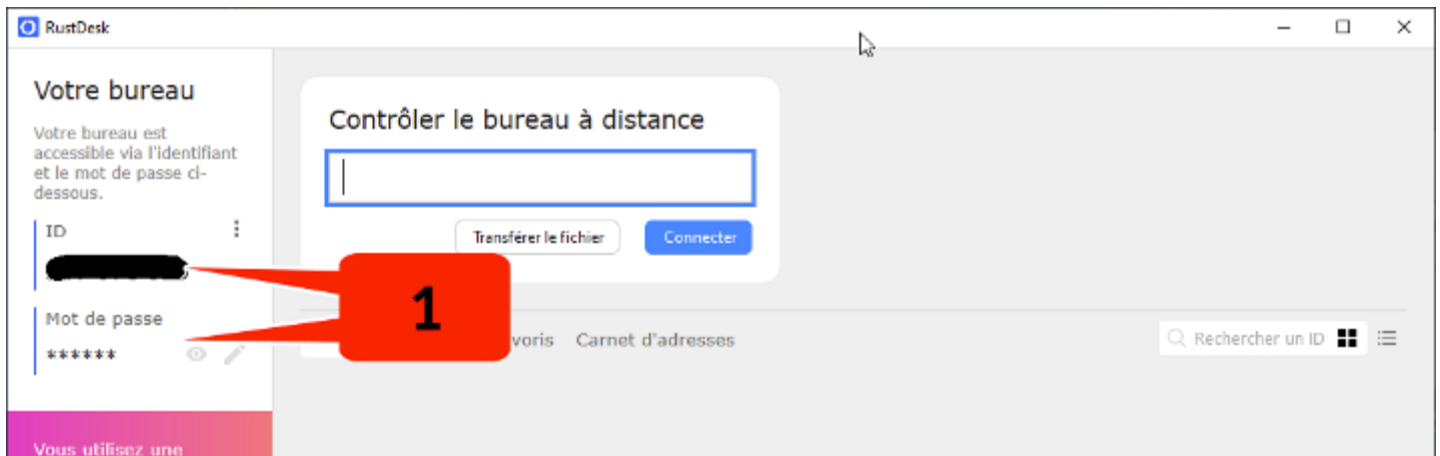 RustDesk
Votre bureau
Votre bureau est
accessible via l'identifiant
et le mot de passe ci-
dessous.
ID
Mot de passe
******
Vous utilisez une
Contrôler le bureau à distance
Transférer le fichier
Connecter
1
voris
Carnet d'adresses
Rechercher un ID